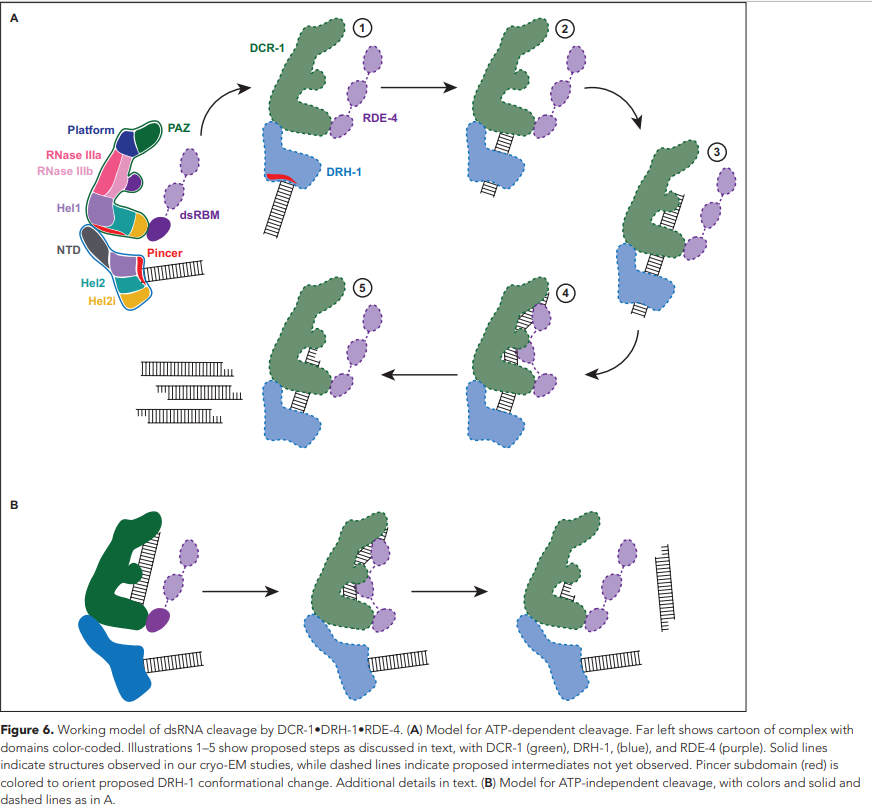 A
1
2
DCR-1
Platform
PAZ
RDE-4
RNase IIIa
RNase IIIb
3
DRH-1
Hel1
dsRBM
NTD
Pincer
Hel2
5
4
Hel2i
B
Figure 6. Working model of dsRNA cleavage by DCR-1•DRH-1•RDE-4. (A) Model for ATP-dependent cleavage. Far left shows cartoon of complex with
domains color-coded. Illustrations 1–5 show proposed steps as discussed in text, with DCR-1 (green), DRH-1, (blue), and RDE-4 (purple). Solid lines
indicate structures observed in our cryo-EM studies, while dashed lines indicate proposed intermediates not yet observed. Pincer subdomain (red) is
colored to orient proposed DRH-1 conformational change. Additional details in text. (B) Model for ATP-independent cleavage, with colors and solid and
dashed lines as in A.